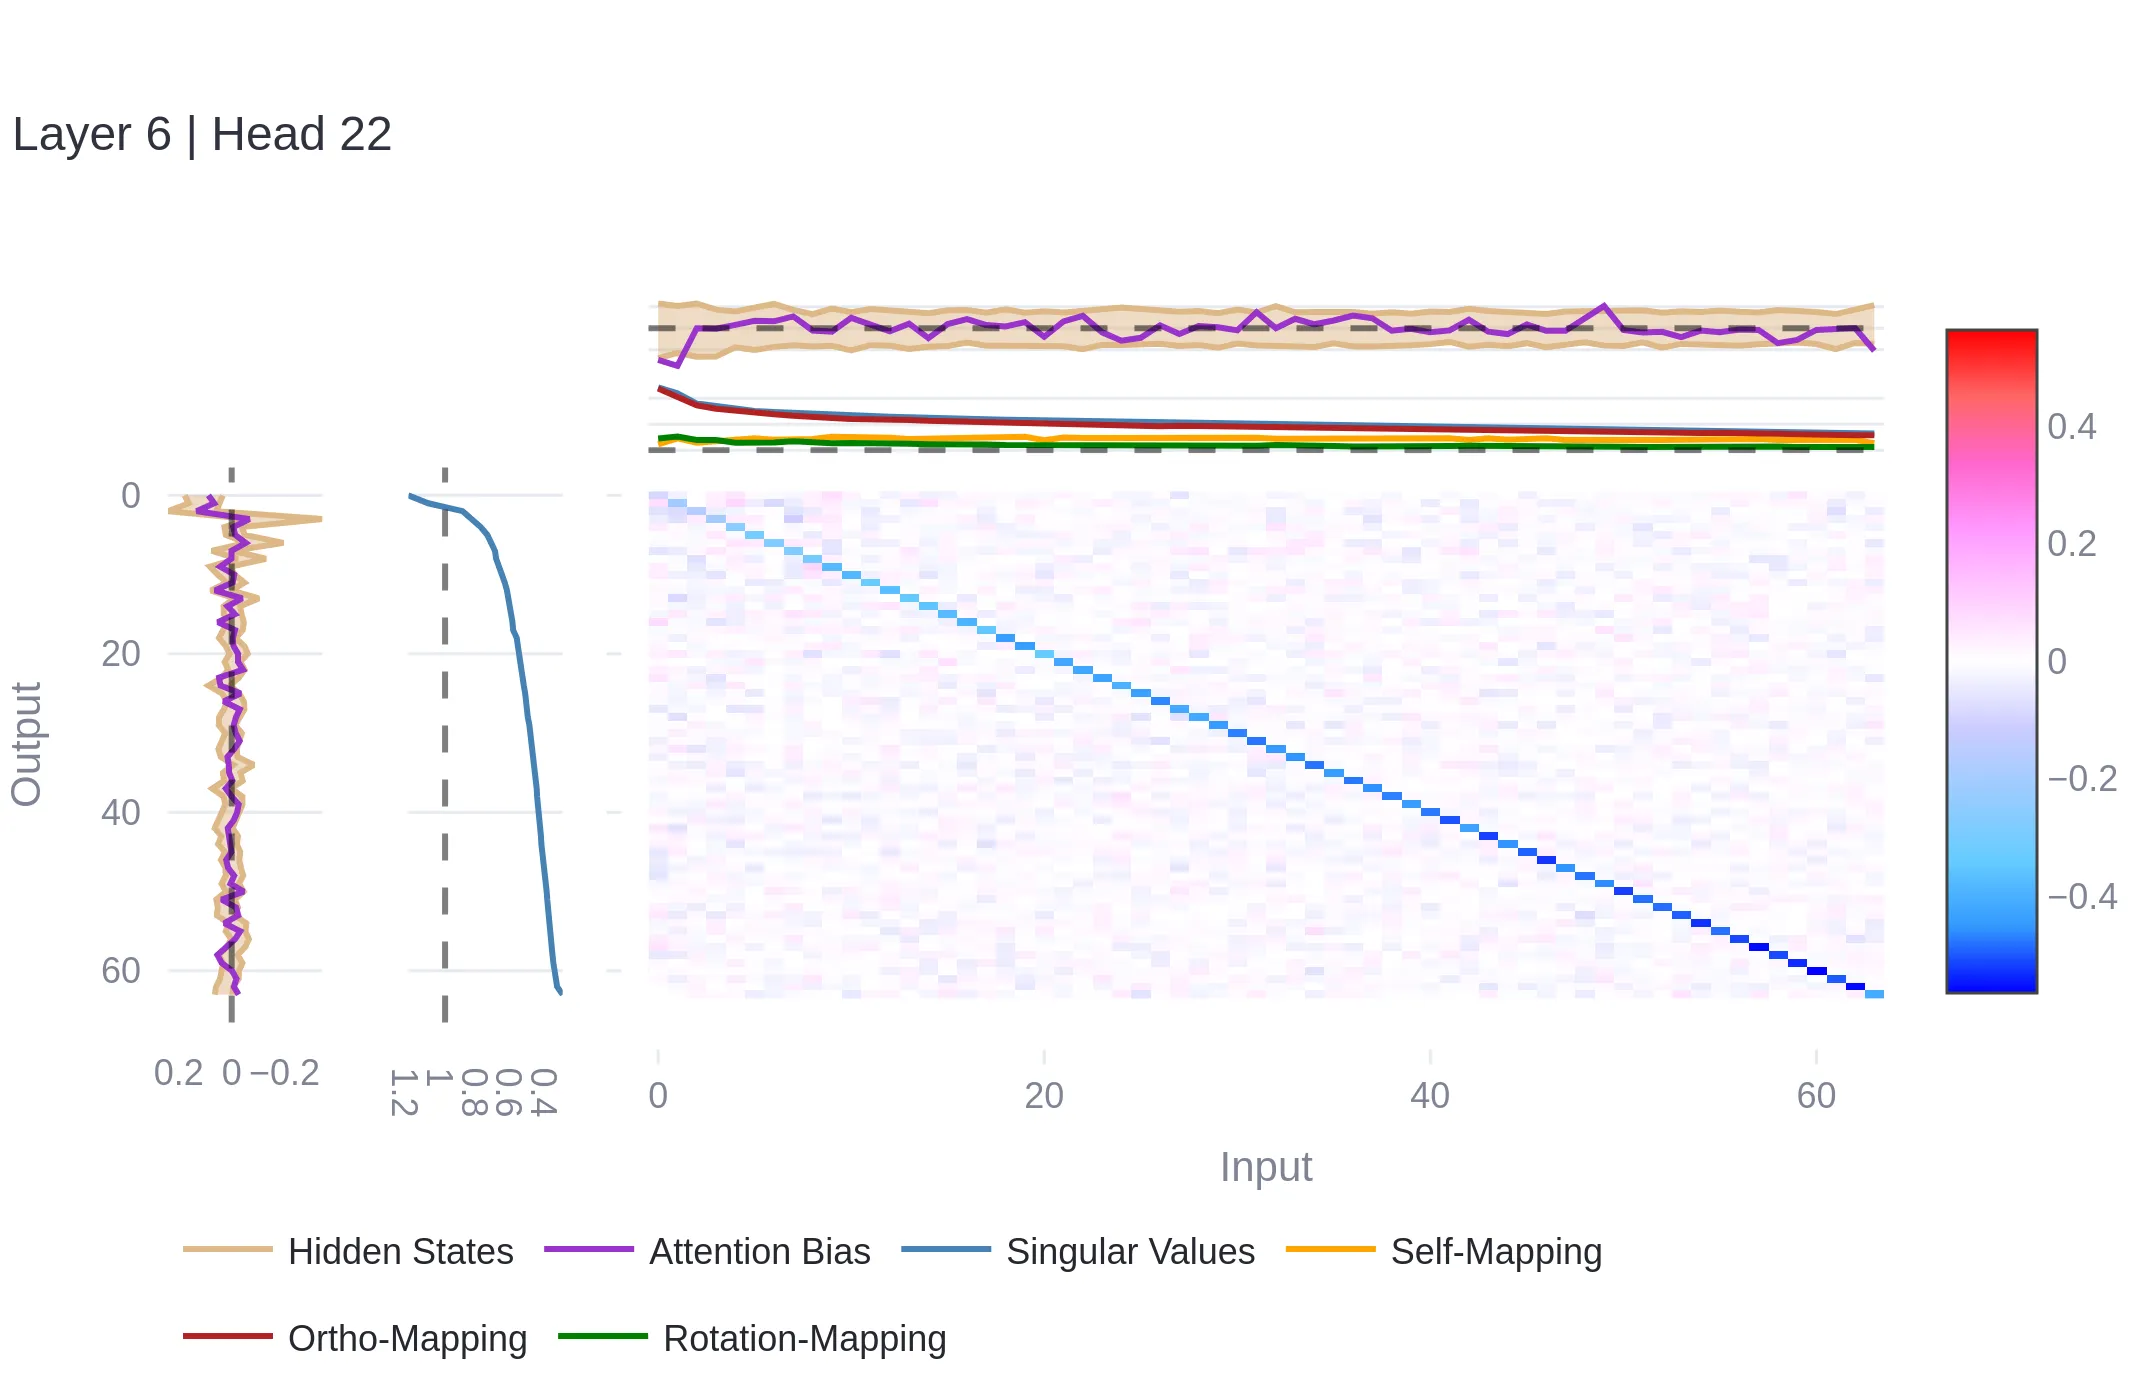 Layer 6 | Head 22
0
20
40
60
Output
0.2 0 −0.2
1.2 1 0.8 0.6 0.4
0 20 40 60
Input
0.4
0.2
0
−0.2
−0.4
Hidden States Attention Bias Singular Values Self-Mapping
Ortho-Mapping Rotation-Mapping